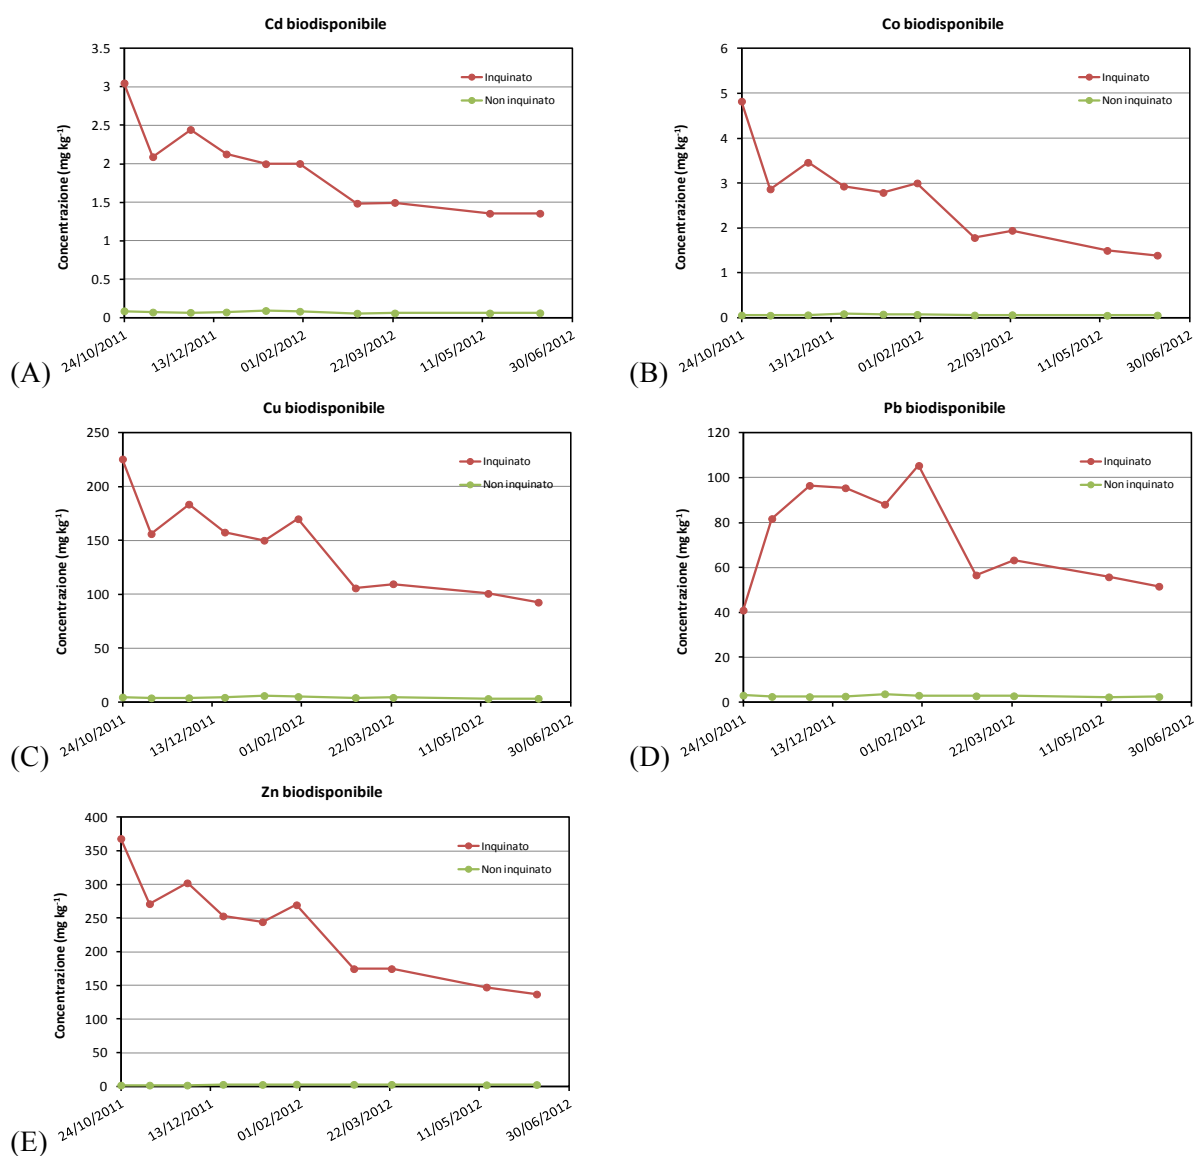 Cd biodisponibile
Concentrazione (mg kg⁻¹)
3.5
3
2.5
2
1.5
1
0.5
0
Inquinato
Non inquinato
24/10/2011
13/12/2011
01/02/2012
22/03/2012
11/05/2012
30/06/2012
(A)
Co biodisponibile
Concentrazione (mg kg⁻¹)
6
5
4
3
2
1
0
Inquinato
Non inquinato
24/10/2011
13/12/2011
01/02/2012
22/03/2012
11/05/2012
30/06/2012
(B)
Cu biodisponibile
Concentrazione (mg kg⁻¹)
250
200
150
100
50
0
Inquinato
Non inquinato
24/10/2011
13/12/2011
01/02/2012
22/03/2012
11/05/2012
30/06/2012
(C)
Pb biodisponibile
Concentrazione (mg kg⁻¹)
120
100
80
60
40
20
0
Inquinato
Non inquinato
24/10/2011
13/12/2011
01/02/2012
22/03/2012
11/05/2012
30/06/2012
(D)
Zn biodisponibile
Concentrazione (mg kg⁻¹)
400
350
300
250
200
150
100
50
0
Inquinato
Non inquinato
24/10/2011
13/12/2011
01/02/2012
22/03/2012
11/05/2012
30/06/2012
(E)